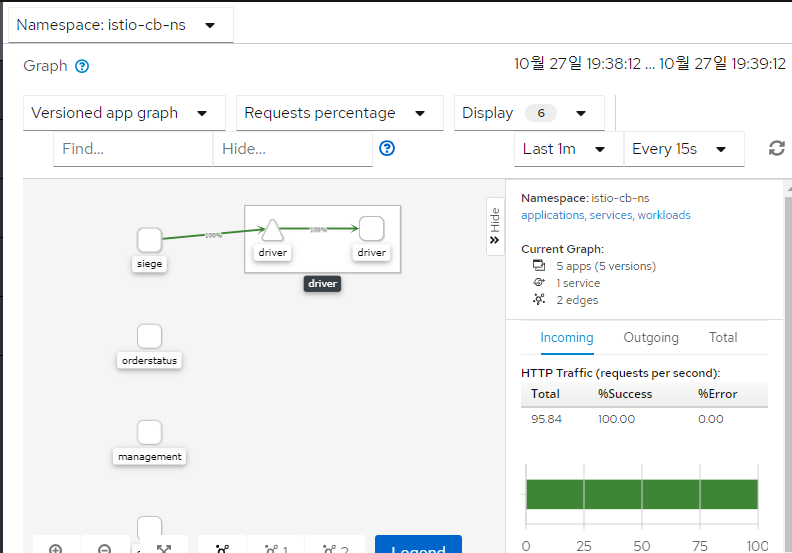 Namespace: istio-cb-ns
Graph
10월 27일 19:38:12 ... 10월 27일 19:39:12
Versioned app graph
Requests percentage
Display 6
Find...
Hide...
Last 1m
Every 15s
Hide
100%
100%
siege
driver
driver
driver
orderstatus
management
1
2
Legend
Namespace: istio-cb-ns
applications, services, workloads
Current Graph:
5 apps (5 versions)
1 service
2 edges
Incoming Outgoing Total
HTTP Traffic (requests per second):
Total %Success %Error
95.84 100.00 0.00
0 25 50 75 100